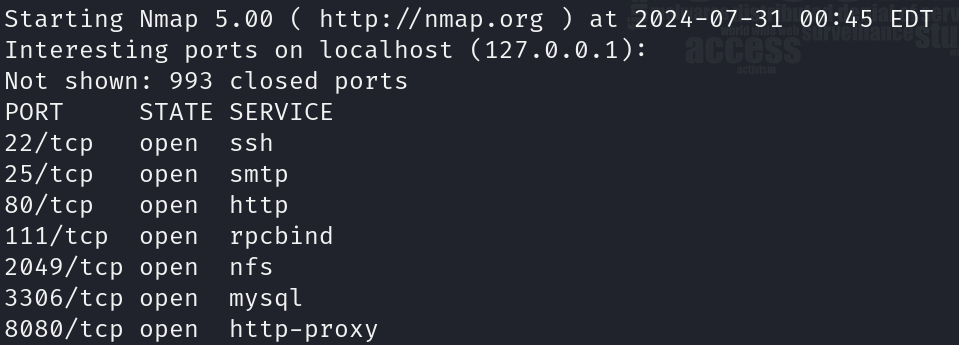 Starting Nmap 5.00 ( http://nmap.org ) at 2024-07-31 00:45 EDT
Interesting ports on localhost (127.0.0.1):
Not shown: 993 closed ports
PORT     STATE SERVICE
22/tcp   open  ssh
25/tcp   open  smtp
80/tcp   open  http
111/tcp  open  rpcbind
2049/tcp open  nfs
3306/tcp open  mysql
8080/tcp open  http-proxy
access
activism